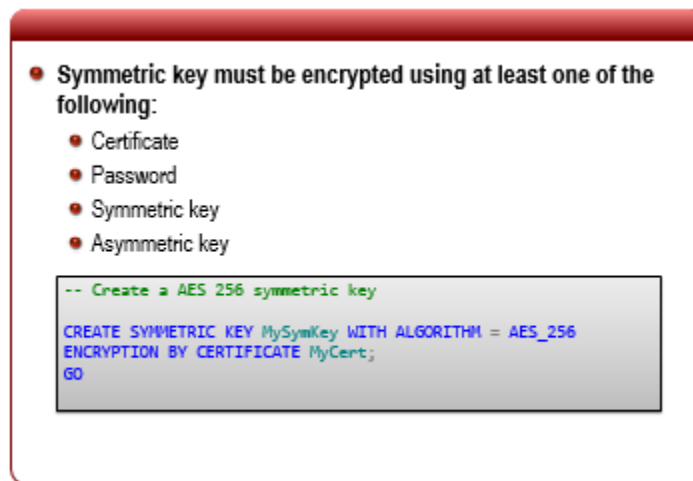 Symmetric key must be encrypted using at least one of the
following:
Certificate
Password
Symmetric key
Asymmetric key
-- Create a AES 256 symmetric key
CREATE SYMMETRIC KEY MySymKey WITH ALGORITHM = AES_256
ENCRYPTION BY CERTIFICATE MyCert;
GO